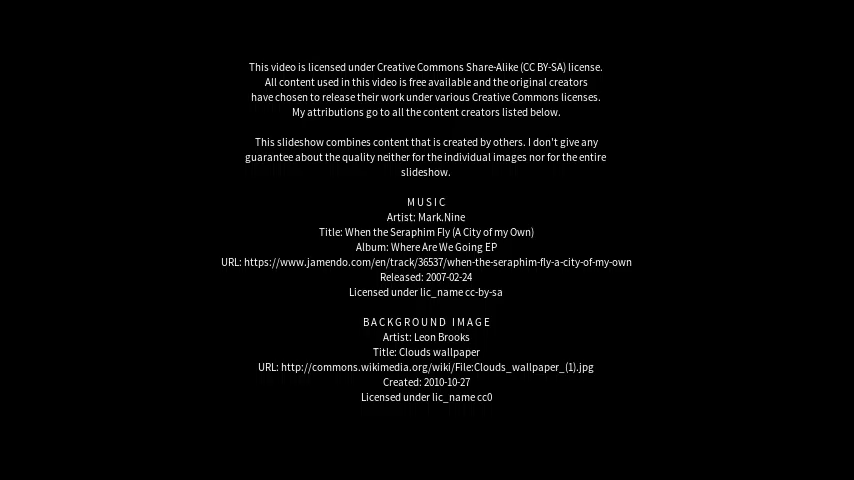 This video is licensed under Creative Commons Share-Alike (CC BY-SA) license.
All content used in this video is free available and the original creators
have chosen to release their work under various Creative Commons licenses.
My attributions go to all the content creators listed below.
This slideshow combines content that is created by others. I don't give any
guarantee about the quality neither for the individual images nor for the entire
slideshow.
MUSIC
Artist: Mark.Nine
Title: When the Seraphim Fly (A City of my Own)
Album: Where Are We Going EP
URL: https://www.jamendo.com/en/track/36537/when-the-seraphim-fly-a-city-of-my-own
Released: 2007-02-24
Licensed under lic_name cc-by-sa
BACKGROUND IMAGE
Artist: Leon Brooks
Title: Clouds wallpaper
URL: http://commons.wikimedia.org/wiki/File:Clouds_wallpaper_(1).jpg
Created: 2010-10-27
Licensed under lic_name cc0